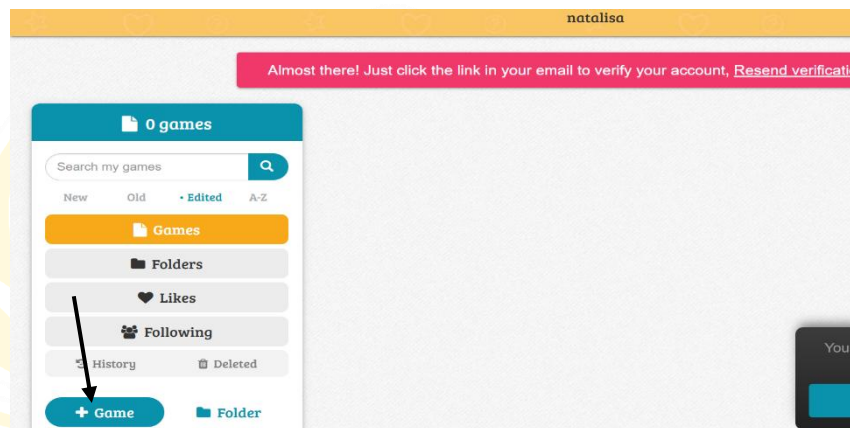 natalisa
Almost there! Just click the link in your email to verify your account, Resend verificati
0 games
Search my games
New Old • Edited A-Z
Games
Folders
Likes
Following
History Deleted
+ Game Folder
You